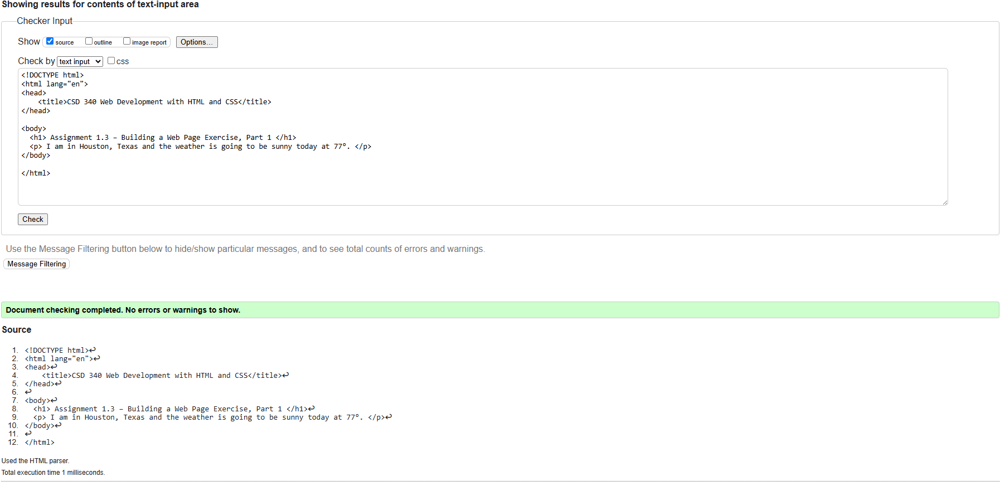 Showing results for contents of text-input area
Checker Input
Show source outline image report Options...
Check by text input css
<!DOCTYPE html>
<html lang="en">
<head>
    <title>CSD 340 Web Development with HTML and CSS</title>
</head>

<body>
  <h1> Assignment 1.3 – Building a Web Page Exercise, Part 1 </h1>
  <p> I am in Houston, Texas and the weather is going to be sunny today at 77º. </p>
</body>

</html>
Check
Use the Message Filtering button below to hide/show particular messages, and to see total counts of errors and warnings.
Message Filtering
Document checking completed. No errors or warnings to show.
Source
1. <!DOCTYPE html>↩
2. <html lang="en">↩
3. <head>↩
4.     <title>CSD 340 Web Development with HTML and CSS</title>↩
5. </head>↩
6. ↩
7. <body>↩
8.   <h1> Assignment 1.3 – Building a Web Page Exercise, Part 1 </h1>↩
9.   <p> I am in Houston, Texas and the weather is going to be sunny today at 77º. </p>↩
10. </body>↩
11. ↩
12. </html>
Used the HTML parser.
Total execution time 1 milliseconds.